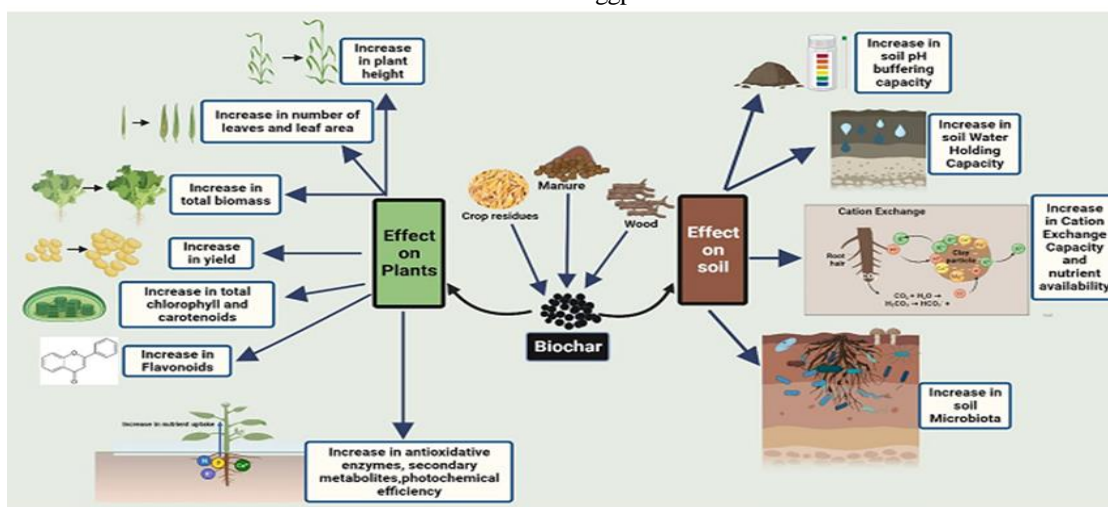 Increase
in plant
height
Increase in number of
leaves and leaf area
Increase in
total biomass
Increase
in yield
Increase in total
chlorophyll and
carotenoids
Increase in
Flavonoids
Increase in nutrient uptake
Increase in antioxidative
enzymes, secondary
metabolites,photochemical
efficiency
Effect
on
Plants
Crop residues
Manure
Wood
Biochar
Effect
on
soil
Increase in
soil pH
buffering
capacity
Increase in
soil Water
Holding
Capacity
Cation Exchange
Root
hair
Clay
particle
CO₂ + H₂O →
H₂CO₃ → HCO₃⁻ +
Increase
in Cation
Exchange
Capacity
and
nutrient
availability
Increase in
soil
Microbiota